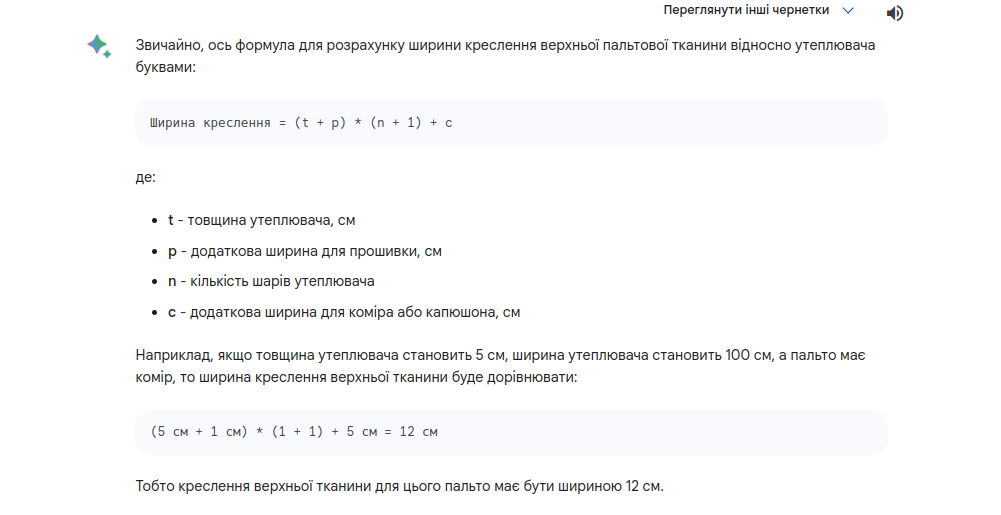 Переглянути інші чернетки
Звичайно, ось формула для розрахунку ширини креслення верхньої пальтової тканини відносно утеплювача
буквами:
Ширина креслення = (t + p) * (n + 1) + c
де:
• t - товщина утеплювача, см
• p - додаткова ширина для прошивки, см
• n - кількість шарів утеплювача
• c - додаткова ширина для коміра або капюшона, см
Наприклад, якщо товщина утеплювача становить 5 см, ширина утеплювача становить 100 см, а пальто має
комір, то ширина креслення верхньої тканини буде дорівнювати:
(5 см + 1 см) * (1 + 1) + 5 см = 12 см
Тобто креслення верхньої тканини для цього пальто має бути шириною 12 см.